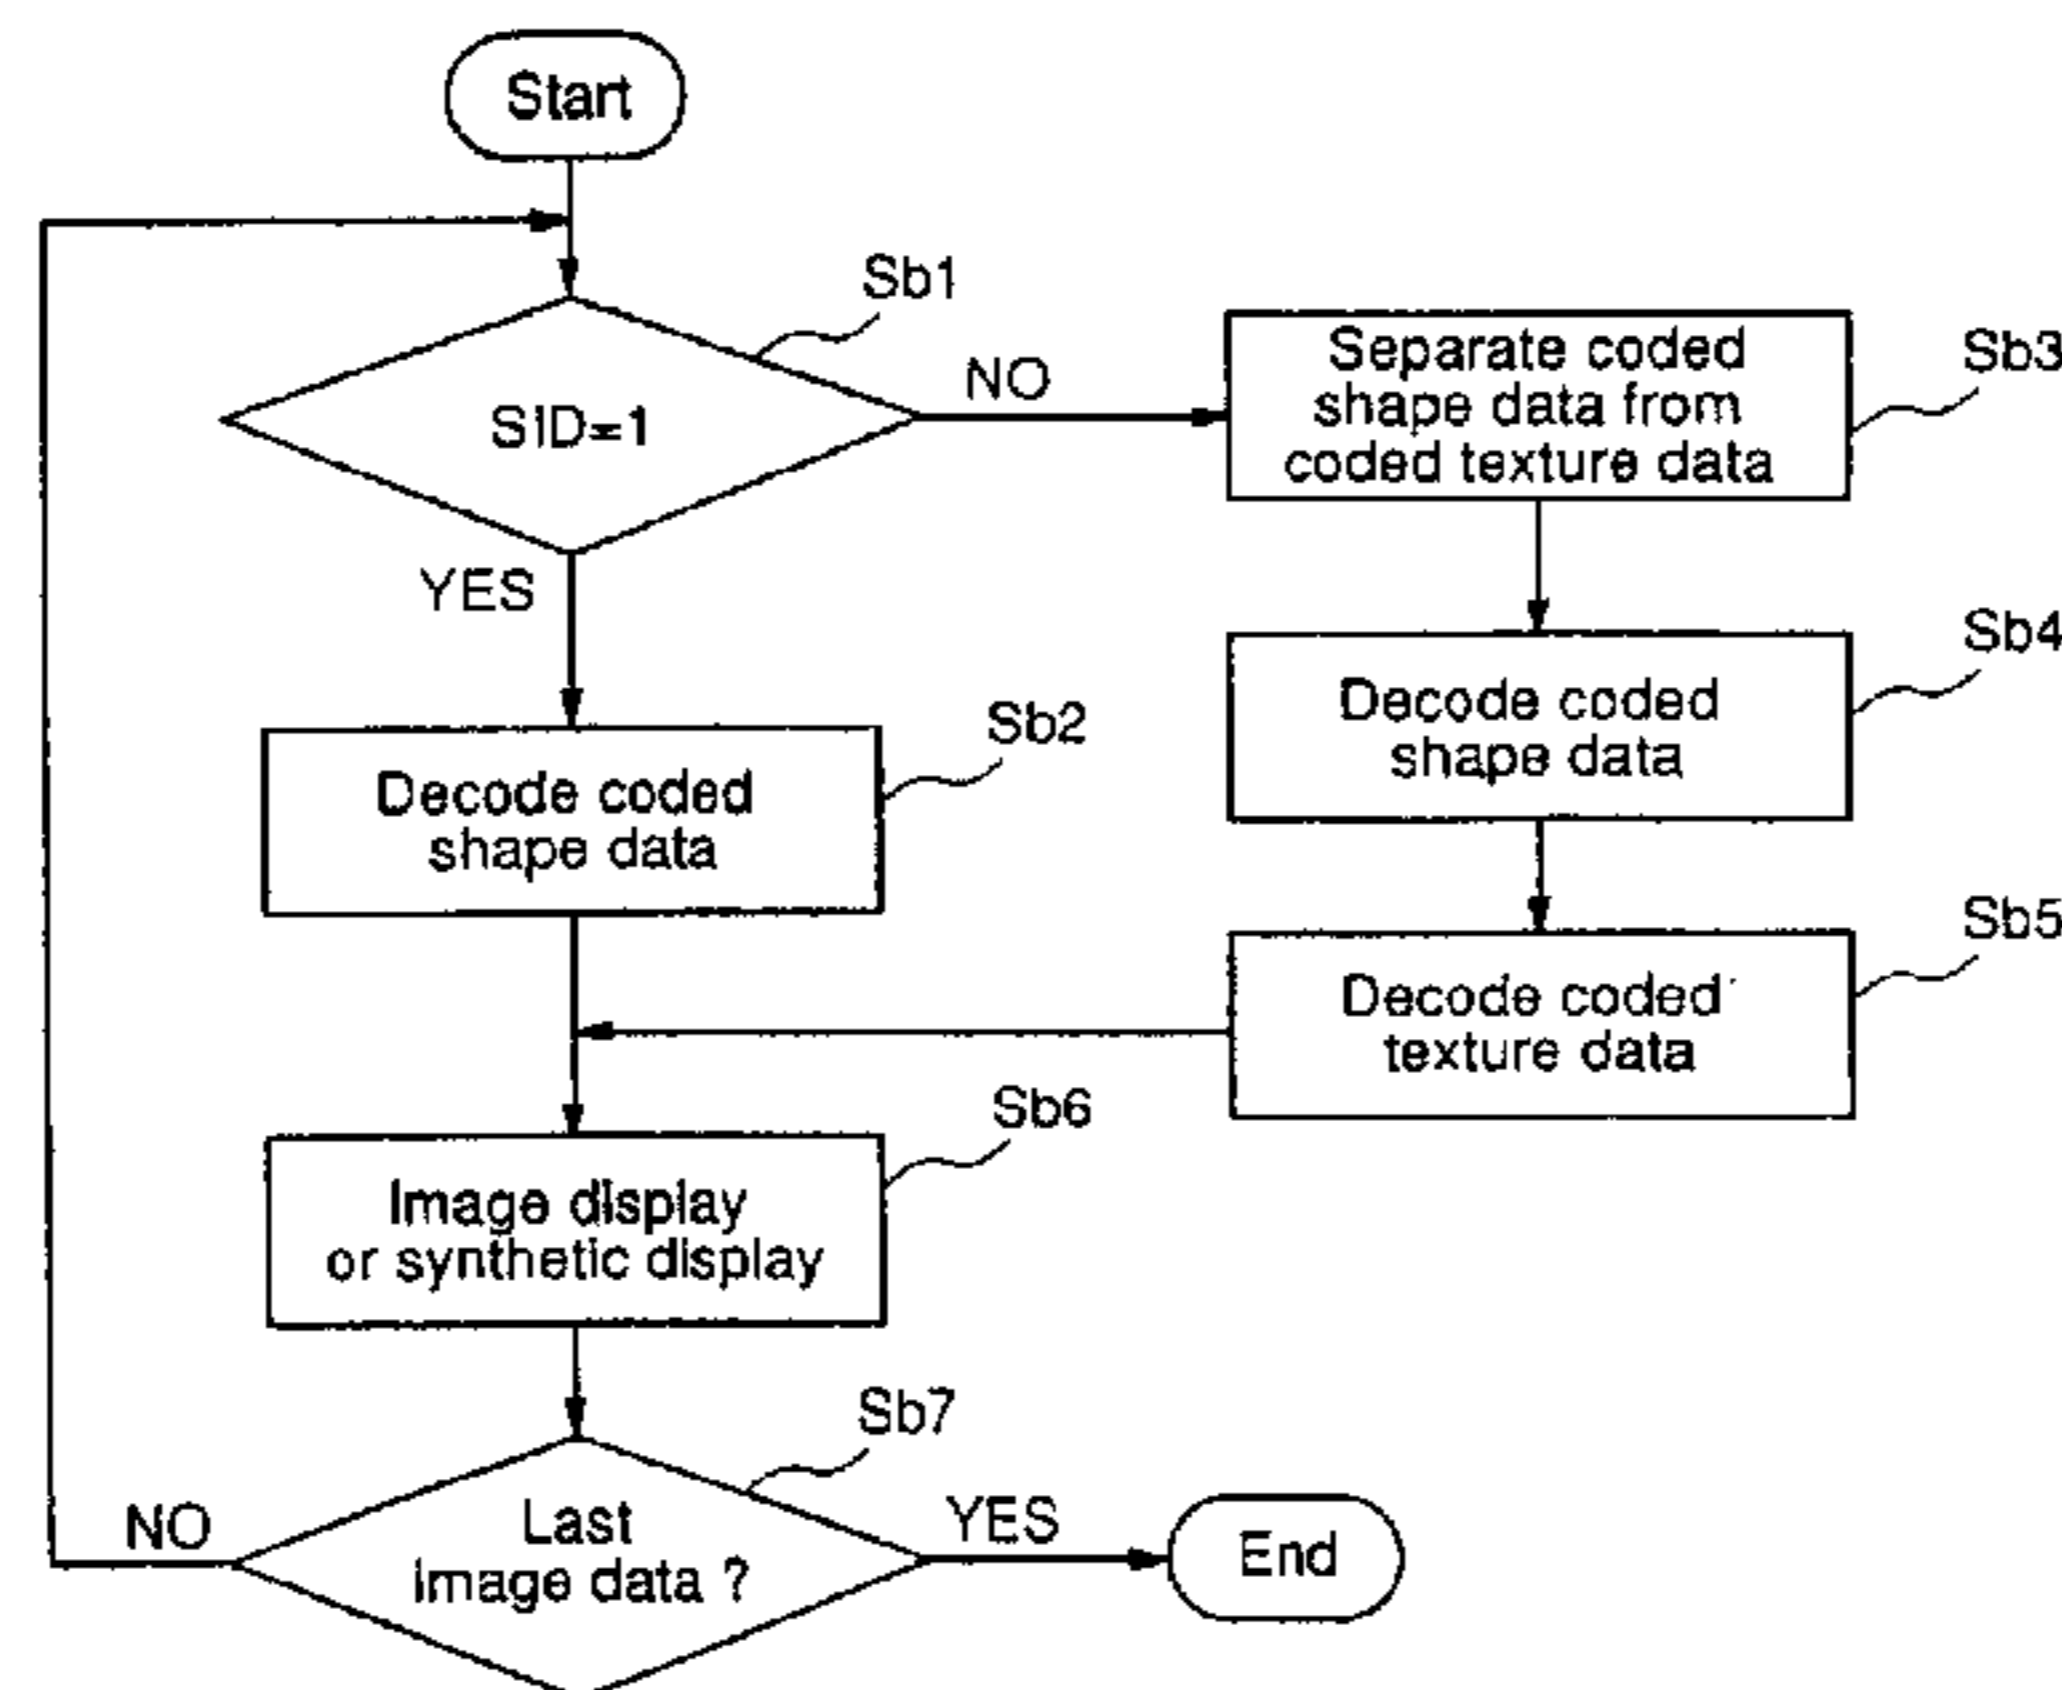 Start
Sb1
SID=1
NO
YES
Separate coded
shape data from
coded texture data
Sb3
Decode coded
shape data
Sb2
Decode coded
shape data
Sb4
Decode coded
texture data
Sb5
Image display
or synthetic display
Sb6
Last
image data ?
Sb7
NO
YES
End